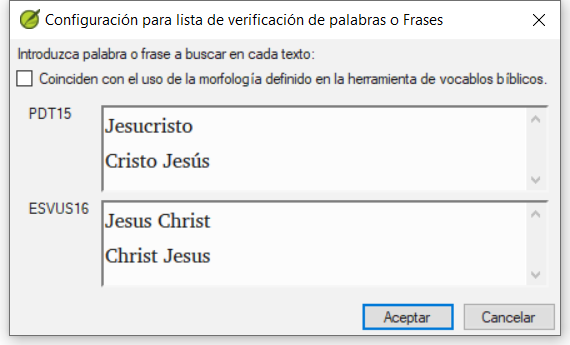 Configuración para lista de verificación de palabras o Frases
Introduzca palabra o frase a buscar en cada texto:
Coinciden con el uso de la morfología definido en la herramienta de vocablos bíblicos.
PDT15
Jesucristo
Cristo Jesús
ESVUS16
Jesus Christ
Christ Jesus
Aceptar
Cancelar